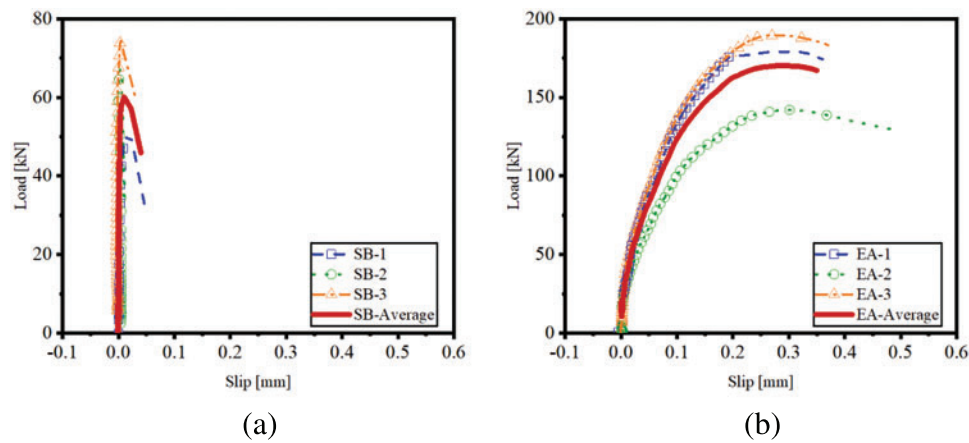 80
60
40
20
0
Load [kN]
-0.1 0.0 0.1 0.2 0.3 0.4 0.5 0.6
Slip [mm]
SB-1
SB-2
SB-3
SB-Average
(a)
200
150
100
50
0
Load [kN]
-0.1 0.0 0.1 0.2 0.3 0.4 0.5 0.6
Slip [mm]
EA-1
EA-2
EA-3
EA-Average
(b)